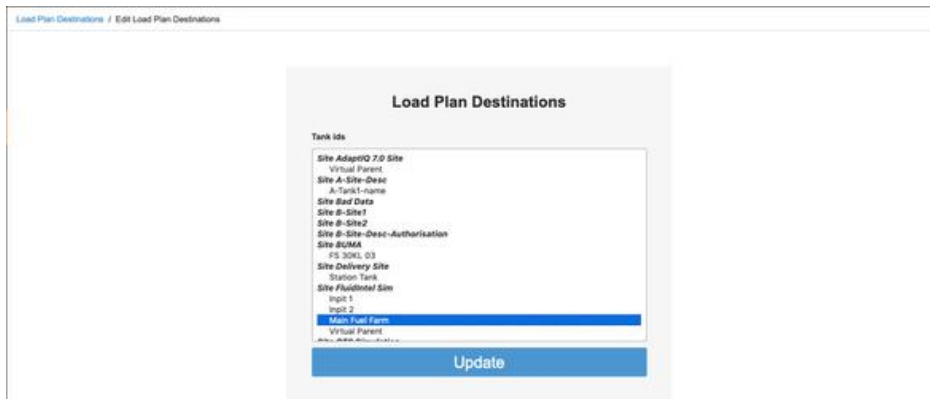 Load Plan Destinations / Edit Load Plan Destinations
Load Plan Destinations
Tank ids
Site AdaptIQ 7.0 Site
Virtual Parent
Site A-Site-Desc
A-Tank1-name
Site Bad Data
Site B-Site1
Site B-Site2
Site B-Site-Desc-Authorisation
Site BUMA
FS 30KL 03
Site Delivery Site
Station Tank
Site FluidIntel Sim
Inpit 1
Inpit 2
Main Fuel Farm
Virtual Parent
Update